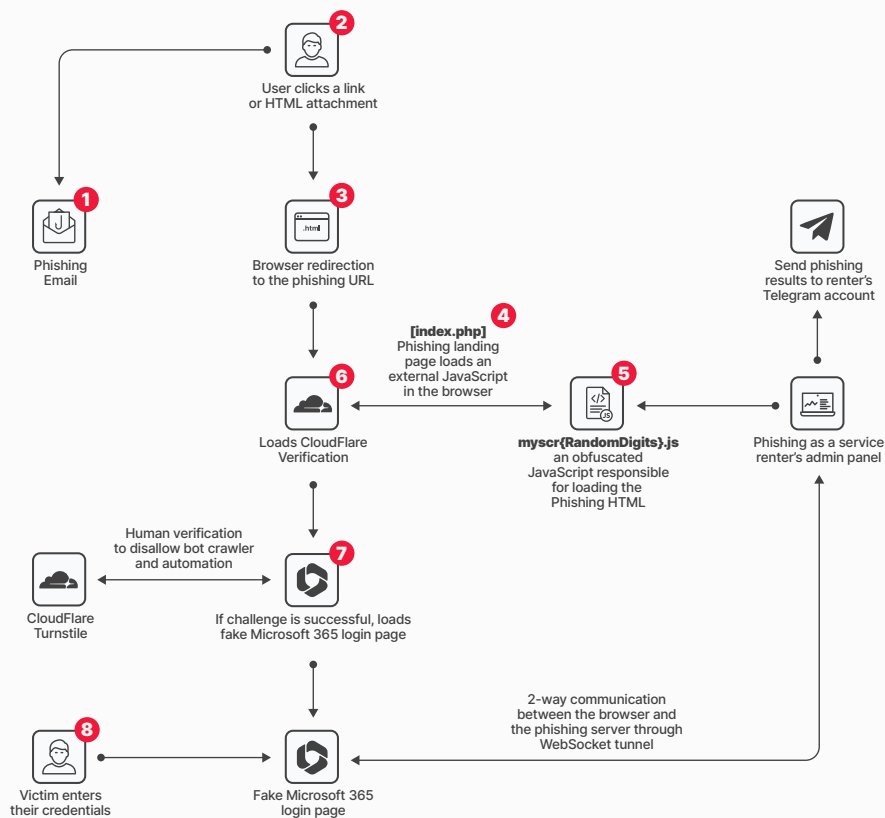 2
User clicks a link
or HTML attachment
1
J
Phishing
Email
3
.html
Browser redirection
to the phishing URL
Send phishing
results to renter's
Telegram account
4
[index.php]
Phishing landing
page loads an
external JavaScript
in the browser
6
Loads CloudFlare
Verification
5
</>
JS
myscr{RandomDigits}.js
an obfuscated
JavaScript responsible
for loading the
Phishing HTML
Phishing as a service
renter's admin panel
Human verification
to disallow bot crawler
and automation
CloudFlare
Turnstile
7
If challenge is successful, loads
fake Microsoft 365 login page
2-way communication
between the browser and
the phishing server through
WebSocket tunnel
8
Victim enters
their credentials
Fake Microsoft 365
login page